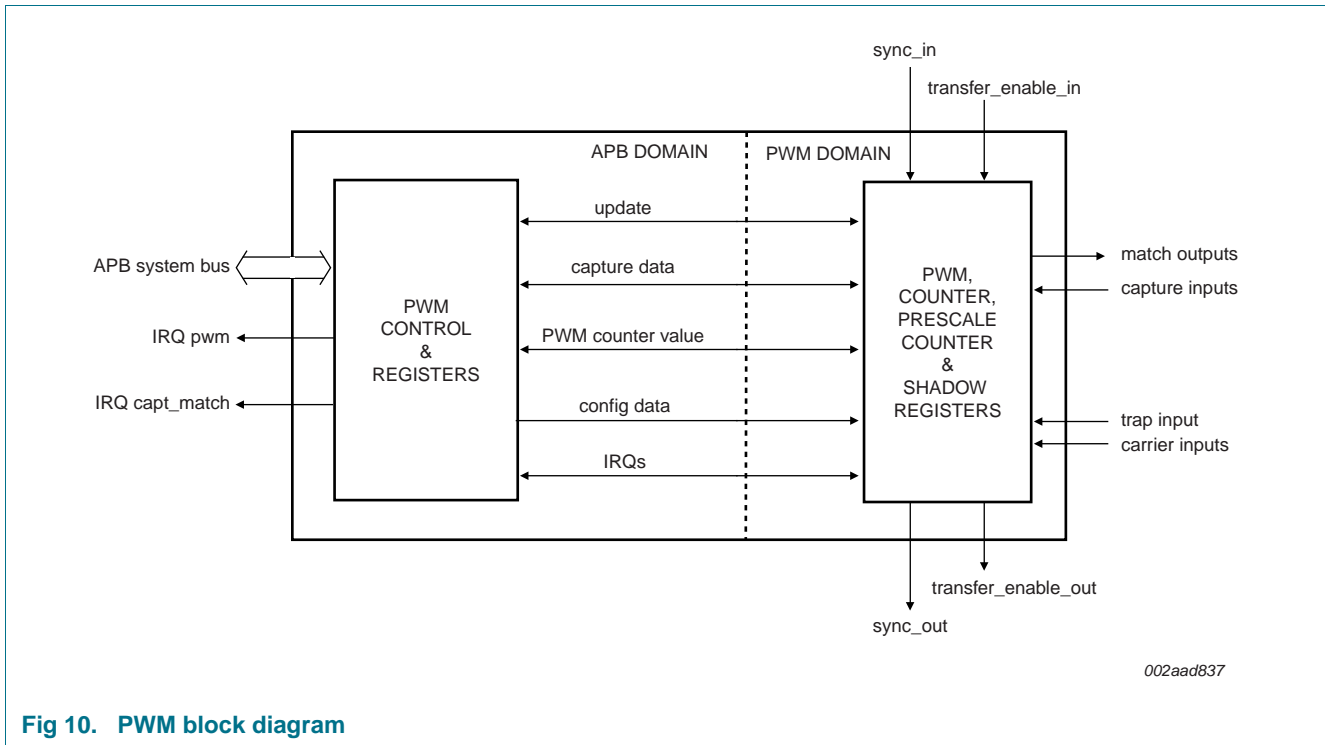 sync_in
transfer_enable_in
APB DOMAIN
PWM DOMAIN
update
APB system bus
capture data
PWM
CONTROL
&
REGISTERS
IRQ pwm
PWM counter value
IRQ capt_match
config data
IRQs
PWM,
COUNTER,
PRESCALE
COUNTER
&
SHADOW
REGISTERS
match outputs
capture inputs
trap input
carrier inputs
transfer_enable_out
sync_out
002aad837
Fig 10. PWM block diagram